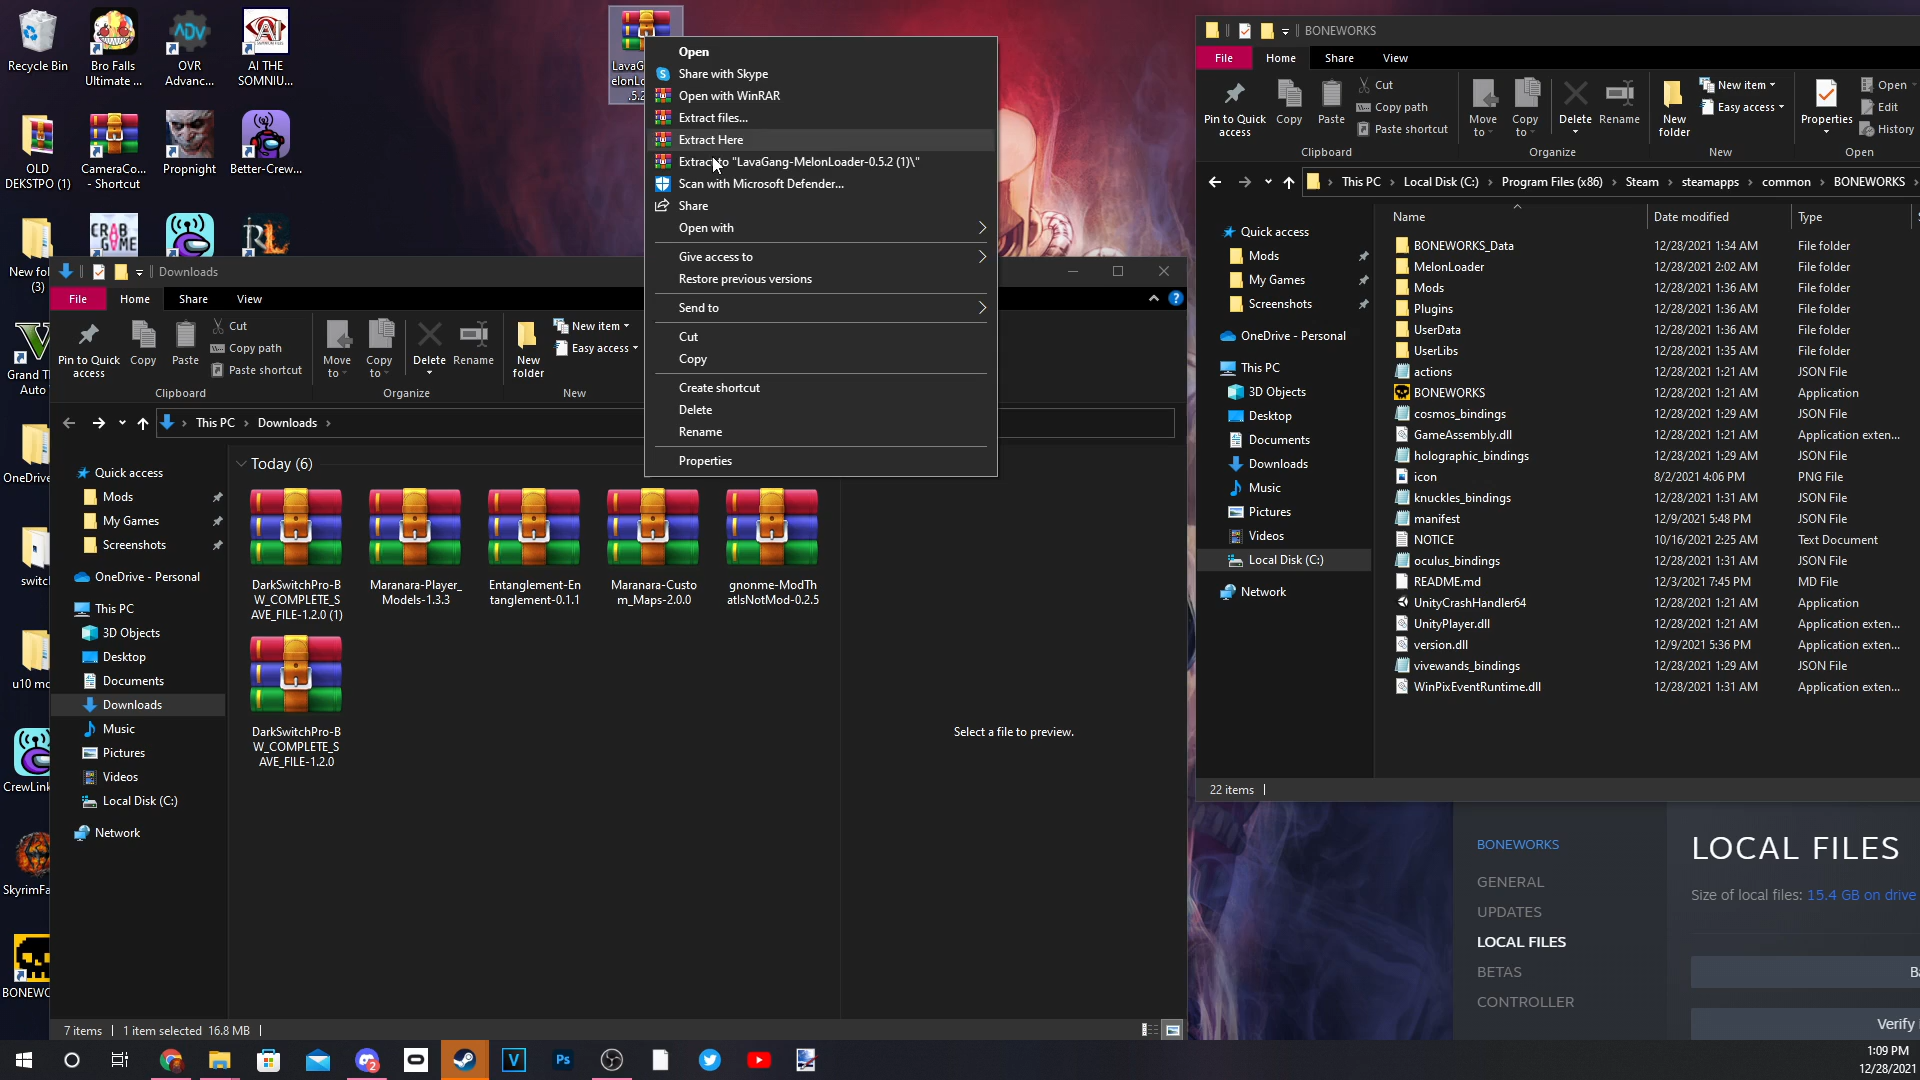 Recycle Bin
Bro Falls
Ultimate ...
OVR
Advanc...
AI THE
SOMNIU...
OLD
DEKSTPO (1)
CameraCo...
- Shortcut
Propnight
Better-Crew...
New fol
(3)
CRAB
GAME
Grand T
Auto
OneDrive
switc
u10 mo
CrewLink
SkyrimFa
BONEWO
LavaG
elonLo
.5.2
Open
Share with Skype
Open with WinRAR
Extract files...
Extract Here
Extract to "LavaGang-MelonLoader-0.5.2 (1)\"
Scan with Microsoft Defender...
Share
Open with
Give access to
Restore previous versions
Send to
Cut
Copy
Create shortcut
Delete
Rename
Properties
Downloads
File
Home
Share
View
Pin to Quick
access
Copy
Paste
Cut
Copy path
Paste shortcut
Clipboard
Move
to
Copy
to
Delete
Rename
Organize
New
folder
New item
Easy access
New
This PC
Downloads
Quick access
Mods
My Games
Screenshots
OneDrive - Personal
This PC
3D Objects
Desktop
Documents
Downloads
Music
Pictures
Videos
Local Disk (C:)
Network
Today (6)
DarkSwitchPro-B
W_COMPLETE_S
AVE_FILE-1.2.0 (1)
Maranara-Player_
Models-1.3.3
Entanglement-En
tanglement-0.1.1
Maranara-Custo
m_Maps-2.0.0
gnonme-ModTh
atIsNotMod-0.2.5
DarkSwitchPro-B
W_COMPLETE_S
AVE_FILE-1.2.0
Select a file to preview.
7 items
1 item selected 16.8 MB
BONEWORKS
File
Home
Share
View
Pin to Quick
access
Copy
Paste
Cut
Copy path
Paste shortcut
Clipboard
Move
to
Copy
to
Delete
Rename
Organize
New
folder
New item
Easy access
New
Properties
Open
Edit
History
Open
This PC
Local Disk (C:)
Program Files (x86)
Steam
steamapps
common
BONEWORKS
Quick access
Mods
My Games
Screenshots
OneDrive - Personal
This PC
3D Objects
Desktop
Documents
Downloads
Music
Pictures
Videos
Local Disk (C:)
Network
Name Date modified Type
BONEWORKS_Data 12/28/2021 1:34 AM File folder
MelonLoader 12/28/2021 2:02 AM File folder
Mods 12/28/2021 1:36 AM File folder
Plugins 12/28/2021 1:36 AM File folder
UserData 12/28/2021 1:36 AM File folder
UserLibs 12/28/2021 1:35 AM File folder
actions 12/28/2021 1:21 AM JSON File
BONEWORKS 12/28/2021 1:21 AM Application
cosmos_bindings 12/28/2021 1:29 AM JSON File
GameAssembly.dll 12/28/2021 1:21 AM Application exten...
holographic_bindings 12/28/2021 1:29 AM JSON File
icon 8/2/2021 4:06 PM PNG File
knuckles_bindings 12/28/2021 1:31 AM JSON File
manifest 12/9/2021 5:48 PM JSON File
NOTICE 10/16/2021 2:25 AM Text Document
oculus_bindings 12/28/2021 1:31 AM JSON File
README.md 12/3/2021 7:45 PM MD File
UnityCrashHandler64 12/28/2021 1:21 AM Application
UnityPlayer.dll 12/28/2021 1:21 AM Application exten...
version.dll 12/9/2021 5:36 PM Application exten...
vivewands_bindings 12/28/2021 1:29 AM JSON File
WinPixEventRuntime.dll 12/28/2021 1:31 AM Application exten...
22 items
BONEWORKS
GENERAL
UPDATES
LOCAL FILES
BETAS
CONTROLLER
LOCAL FILES
Size of local files: 15.4 GB on drive
Ba
Verify
V
Ps
2
1:09 PM
12/28/2021